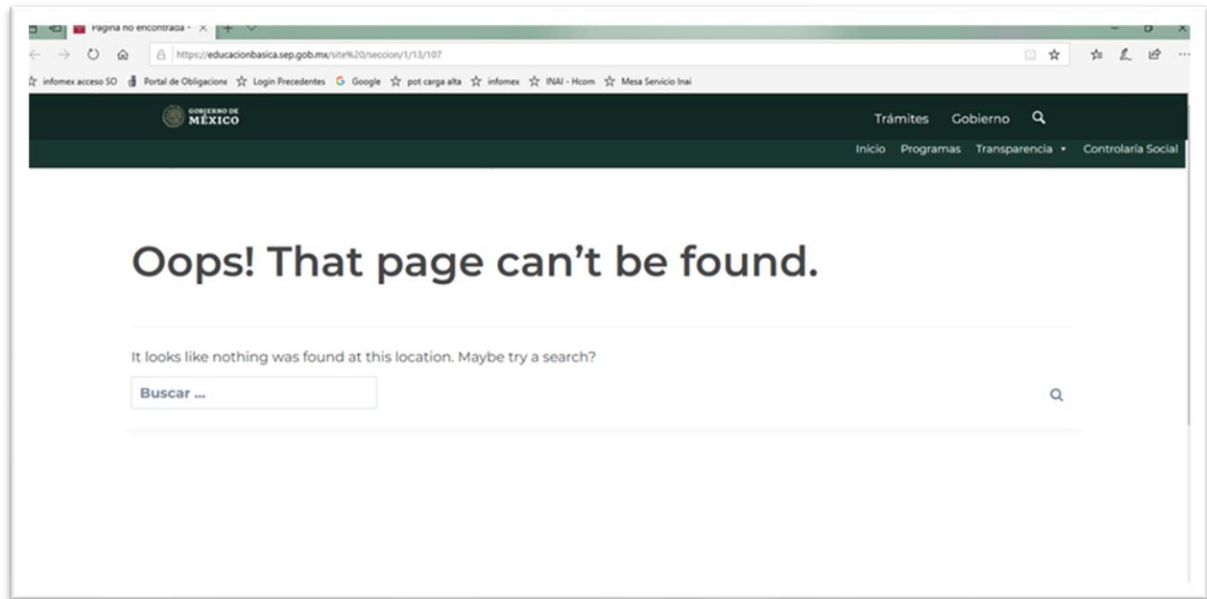 Página no encontrada -
https://educacionbasica.sep.gob.mx/site%20/seccion/1/13/107
infomex acceso SO Portal de Obligacione Login Precedentes Google pot carga alta infomex INAI - Hcom Mesa Servicio Inai
GOBIERNO DE
MÉXICO
Trámites Gobierno
Inicio Programas Transparencia Controlaría Social
Oops! That page can't be found.
It looks like nothing was found at this location. Maybe try a search?
Buscar ...